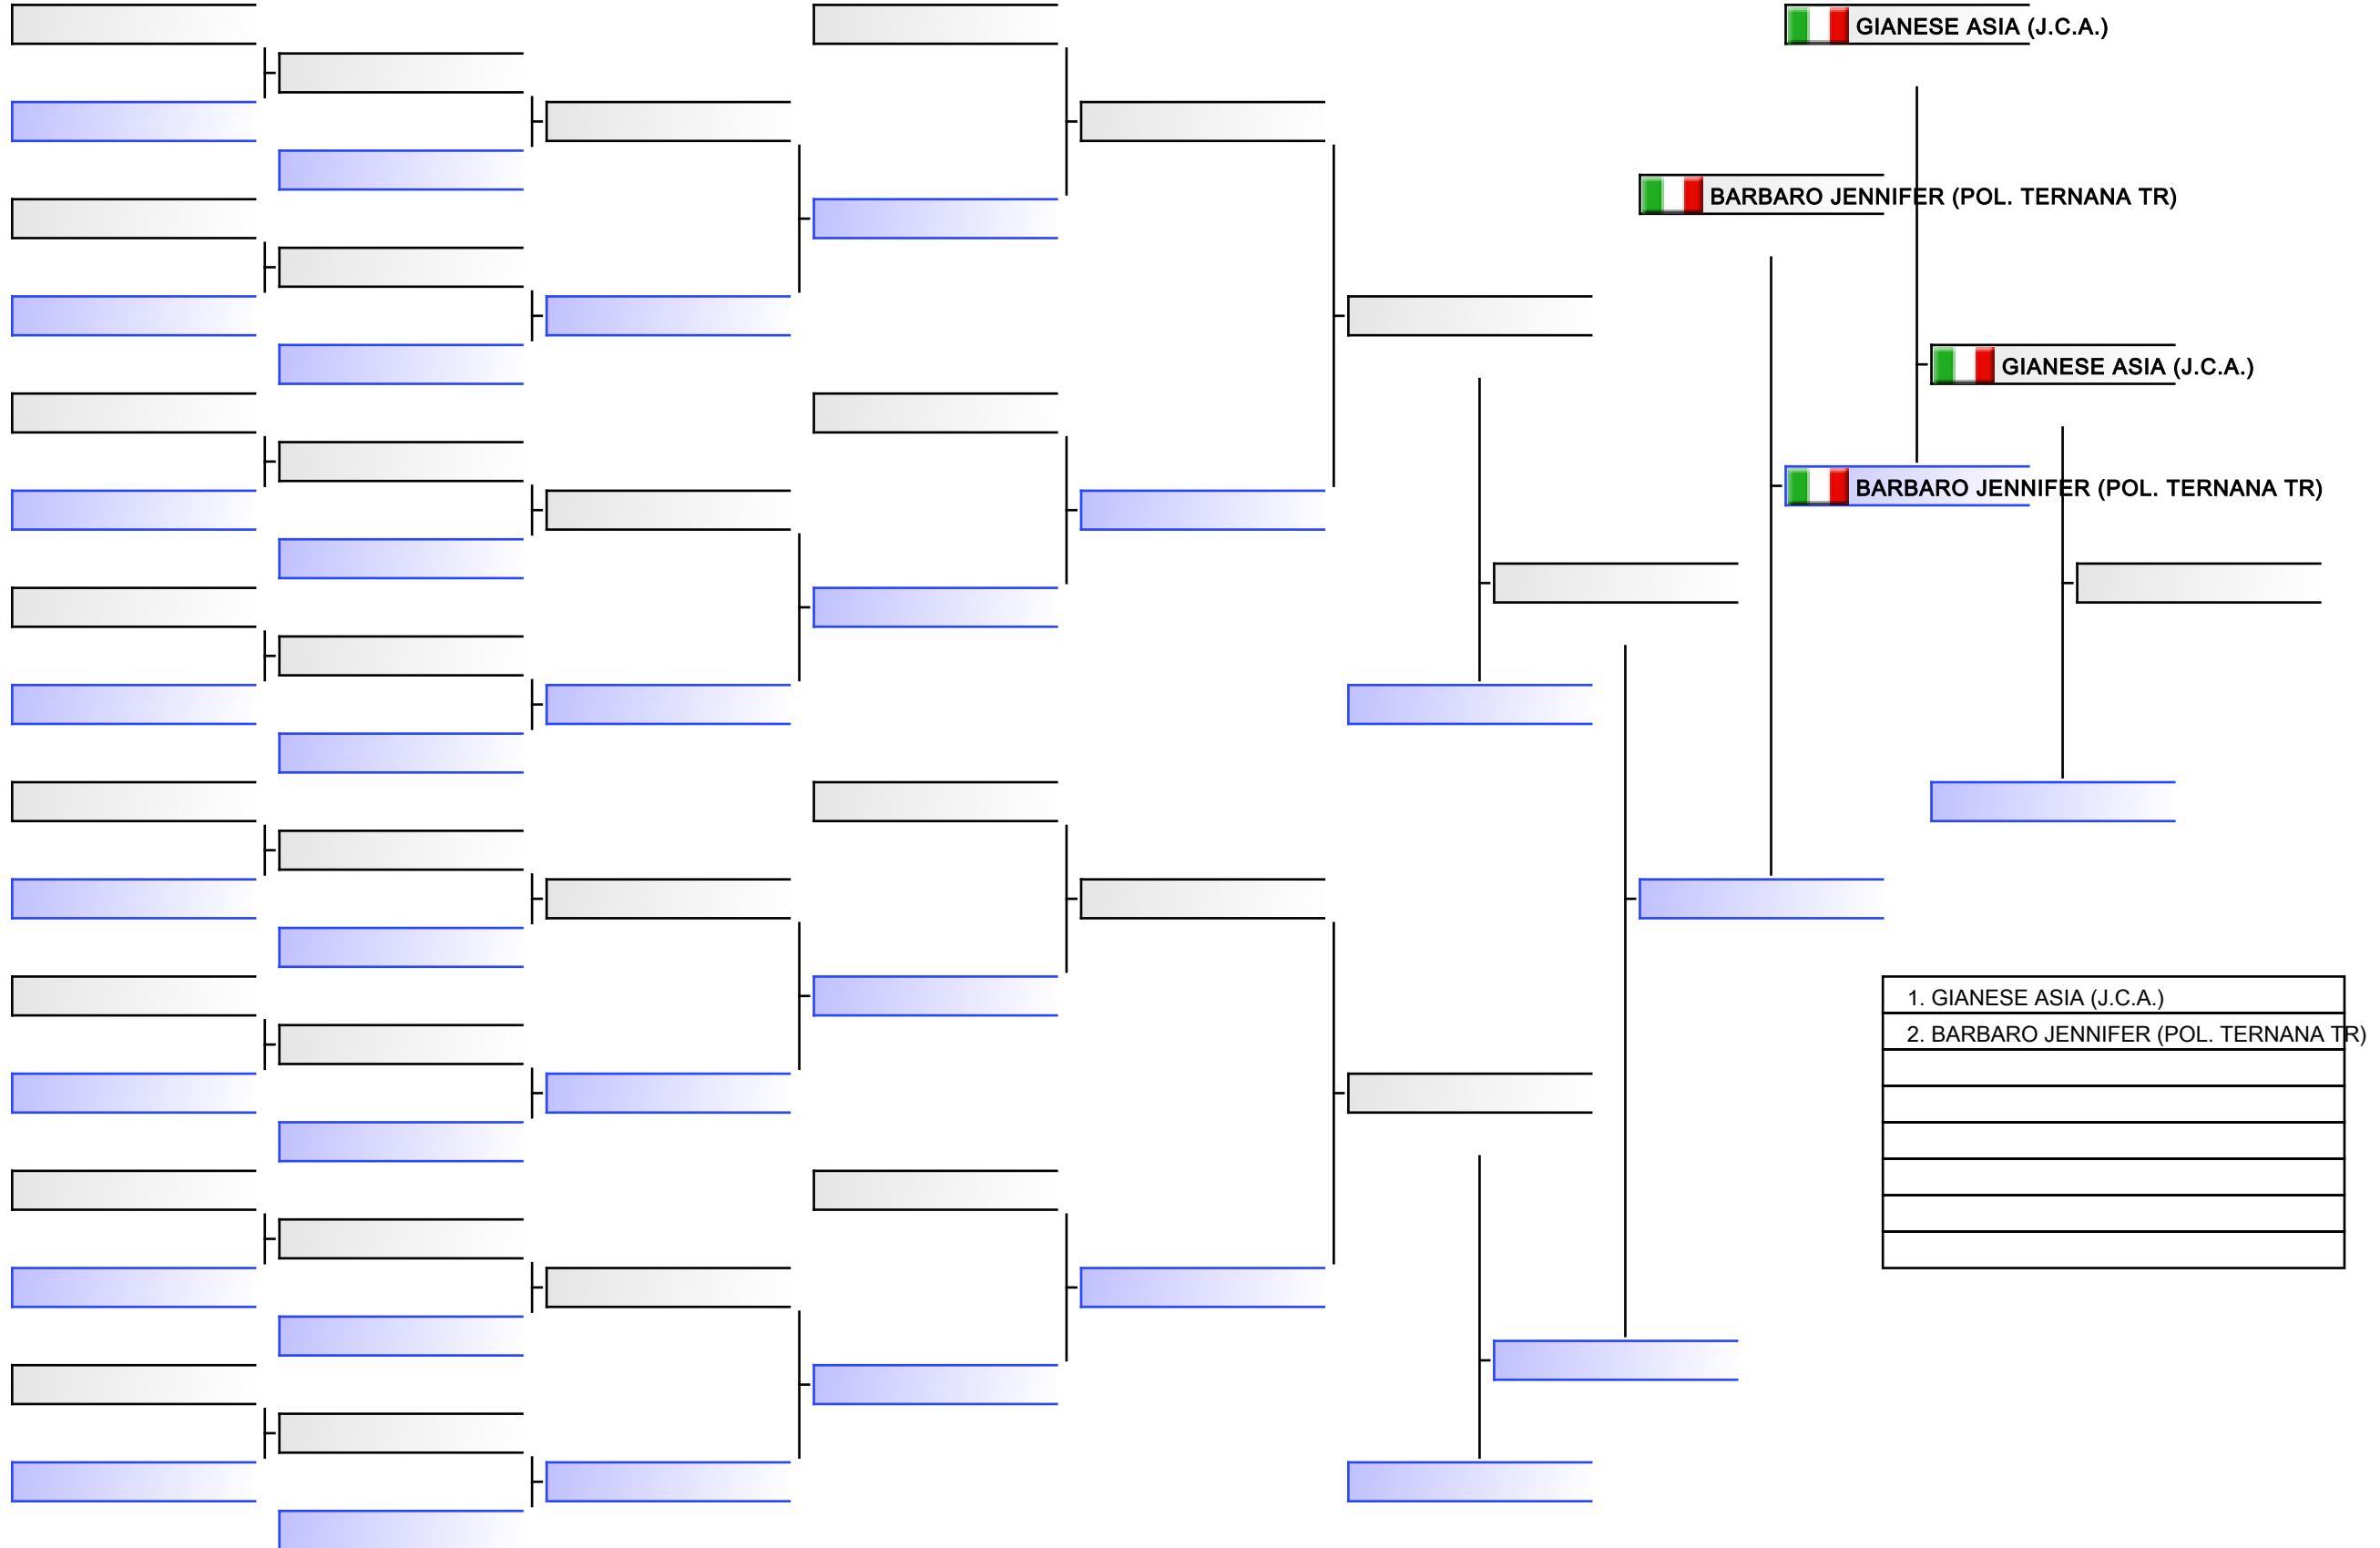 GIANESE ASIA (J.C.A.)
BARBARO JENNIFER (POL. TERNANA TR)
GIANESE ASIA (J.C.A.)
BARBARO JENNIFER (POL. TERNANA TR)
1. GIANESE ASIA (J.C.A.)
2. BARBARO JENNIFER (POL. TERNANA TR)